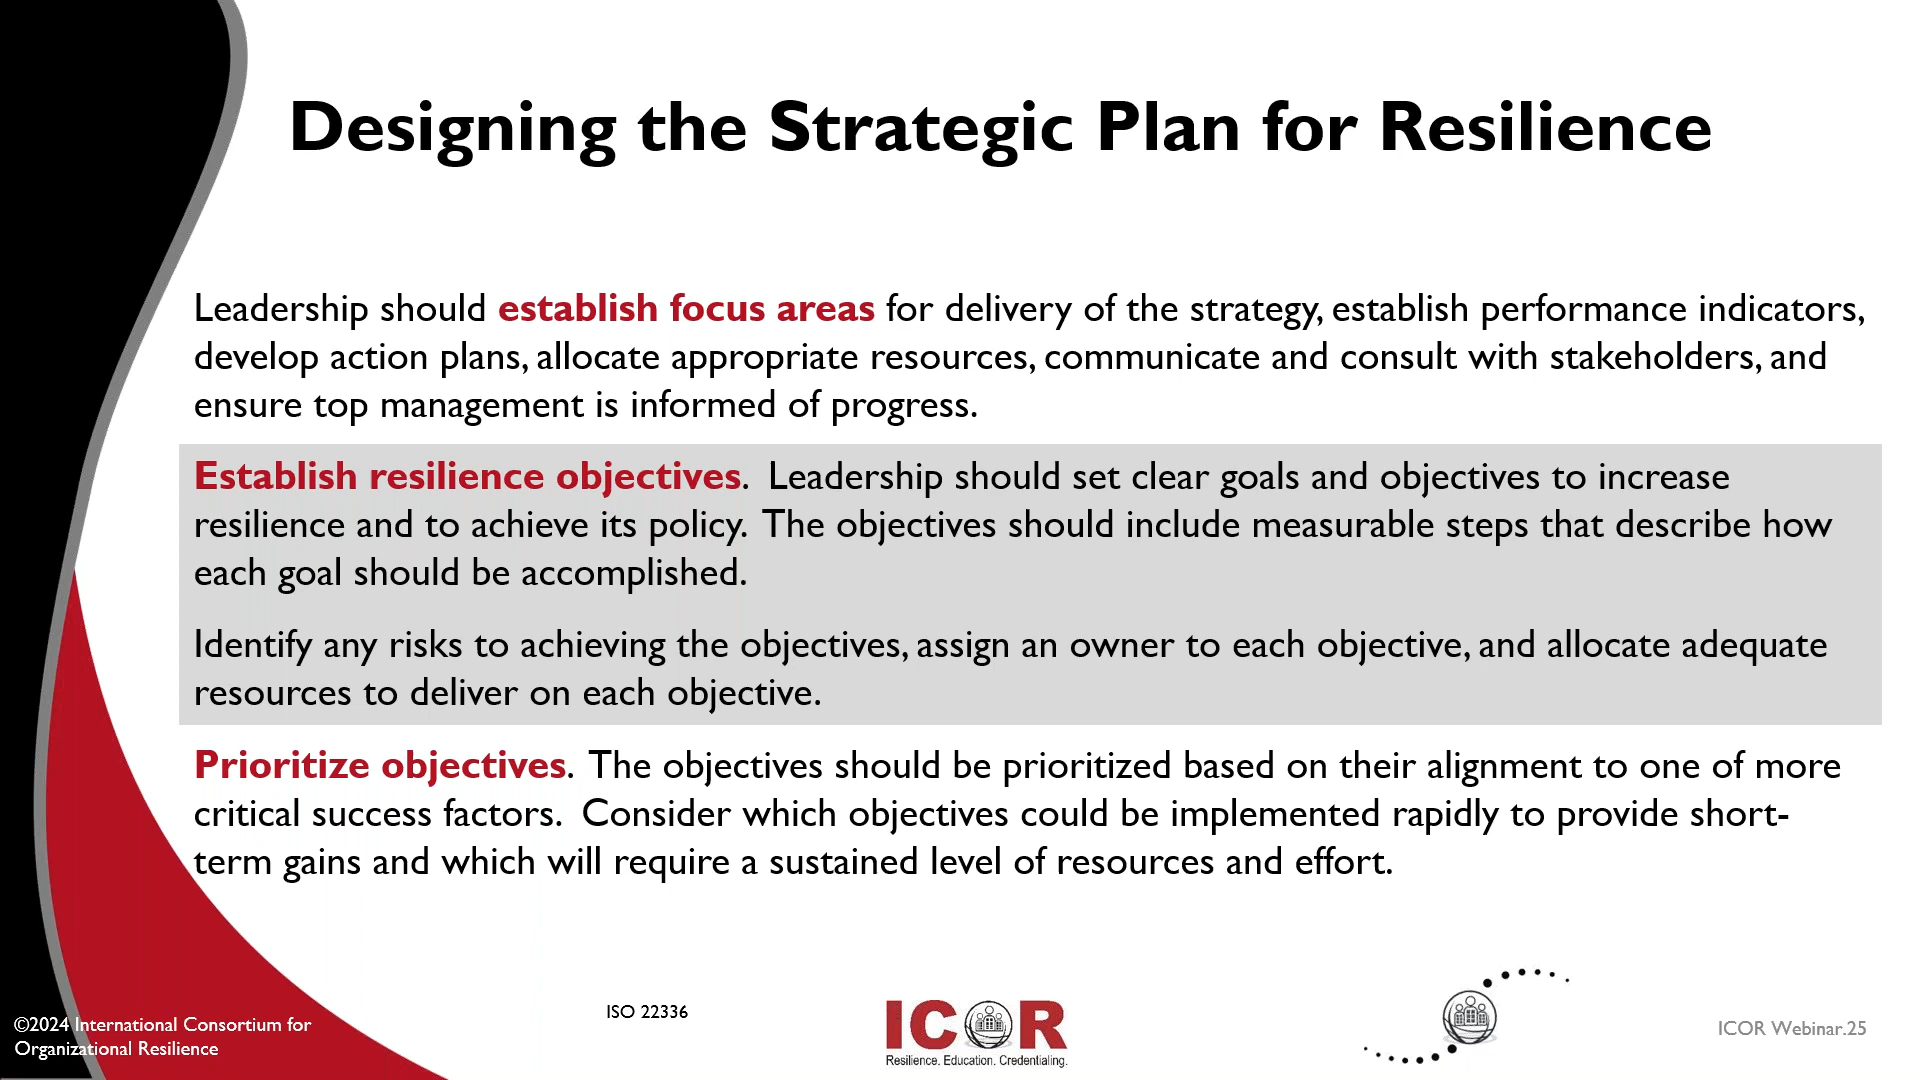 Designing the Strategic Plan for Resilience
Leadership should establish focus areas for delivery of the strategy, establish performance indicators,
develop action plans, allocate appropriate resources, communicate and consult with stakeholders, and
ensure top management is informed of progress.
Establish resilience objectives. Leadership should set clear goals and objectives to increase
resilience and to achieve its policy. The objectives should include measurable steps that describe how
each goal should be accomplished.
Identify any risks to achieving the objectives, assign an owner to each objective, and allocate adequate
resources to deliver on each objective.
Prioritize objectives. The objectives should be prioritized based on their alignment to one of more
critical success factors. Consider which objectives could be implemented rapidly to provide short-
term gains and which will require a sustained level of resources and effort.
©2024 International Consortium for
Organizational Resilience
ISO 22336
ICOR
Resilience. Education. Credentialing.
ICOR Webinar.25